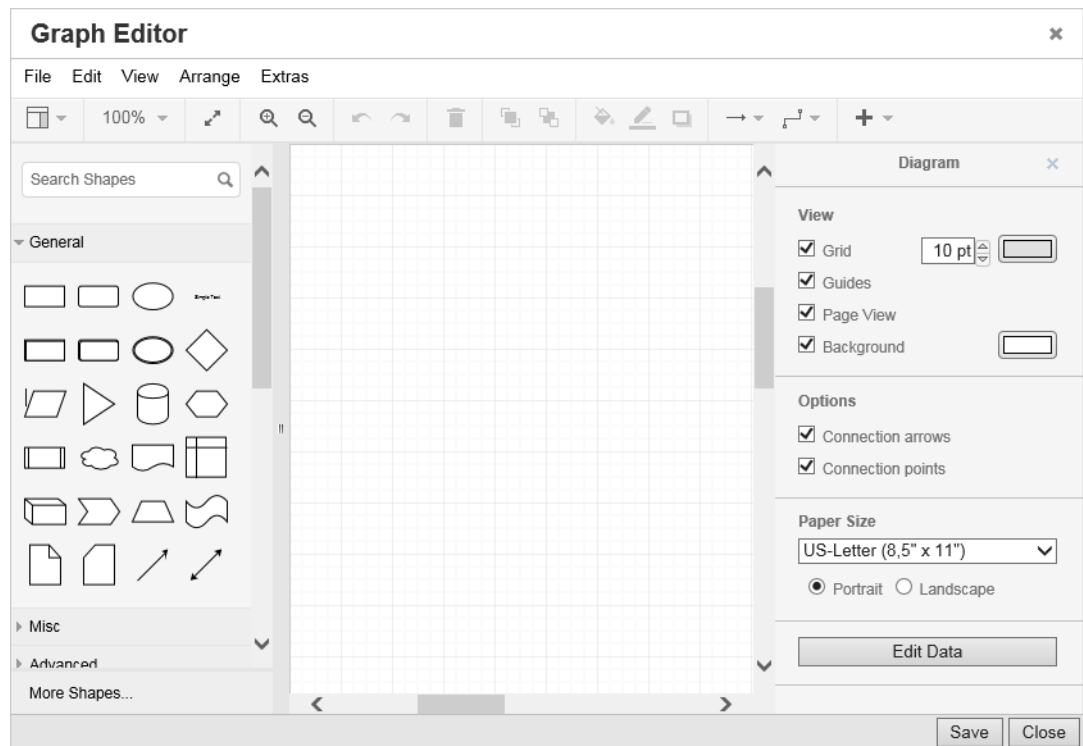 Graph Editor
File Edit View Arrange Extras
100%
Search Shapes
General
Simple Text
Misc
Advanced
More Shapes...
Diagram
View
Grid 10 pt
Guides
Page View
Background
Options
Connection arrows
Connection points
Paper Size
US-Letter (8,5" x 11")
Portrait Landscape
Edit Data
Save Close